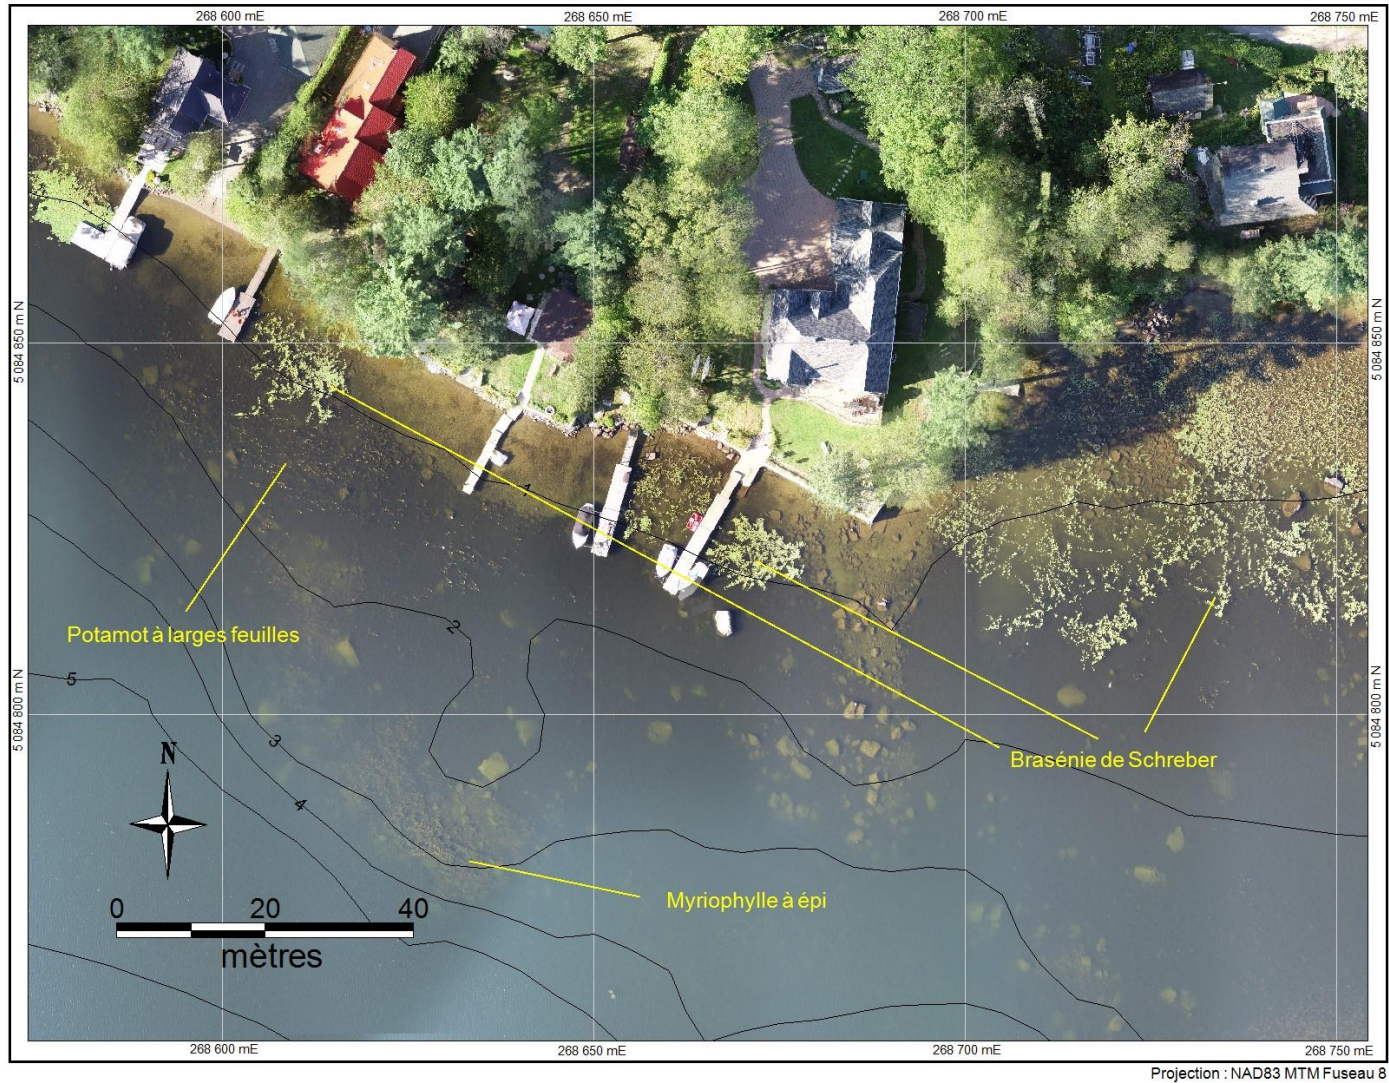 268 600 mE
268 650 mE
268 700 mE
268 750 mE
5 084 850 m N
5 084 850 m N
1
Potamot à larges feuilles
2
5
5 084 800 m N
5 084 800 m N
3
Brasénie de Schreber
N
4
Myriophylle à épi
0 20 40
mètres
268 600 mE
268 650 mE
268 700 mE
268 750 mE
Projection : NAD83 MTM Fuseau 8